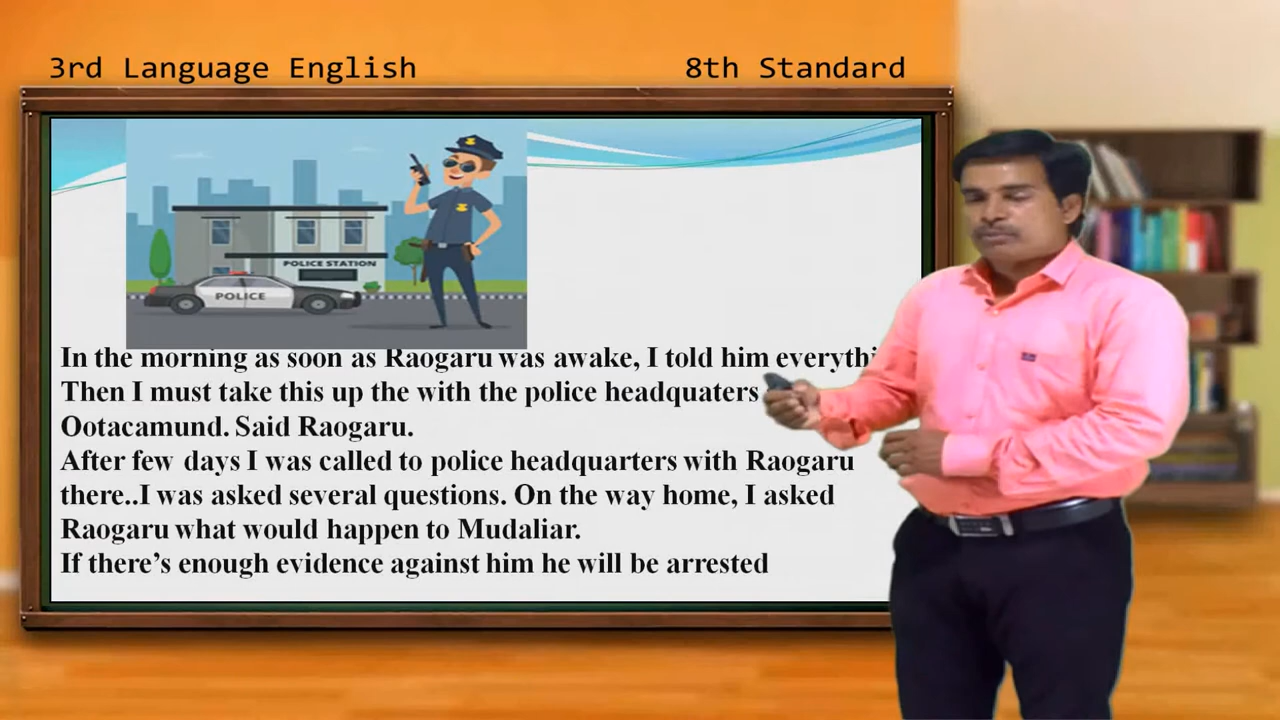 3rd Language English
8th Standard
POLICE STATION
POLICE
In the morning as soon as Raogaru was awake, I told him
Then I must take this up the with the police headquaters
Ootacamund. Said Raogaru.
After few days I was called to police headquarters with Raogaru
there..I was asked several questions. On the way home, I asked
Raogaru what would happen to Mudaliar.
If there's enough evidence against him he will be arrested